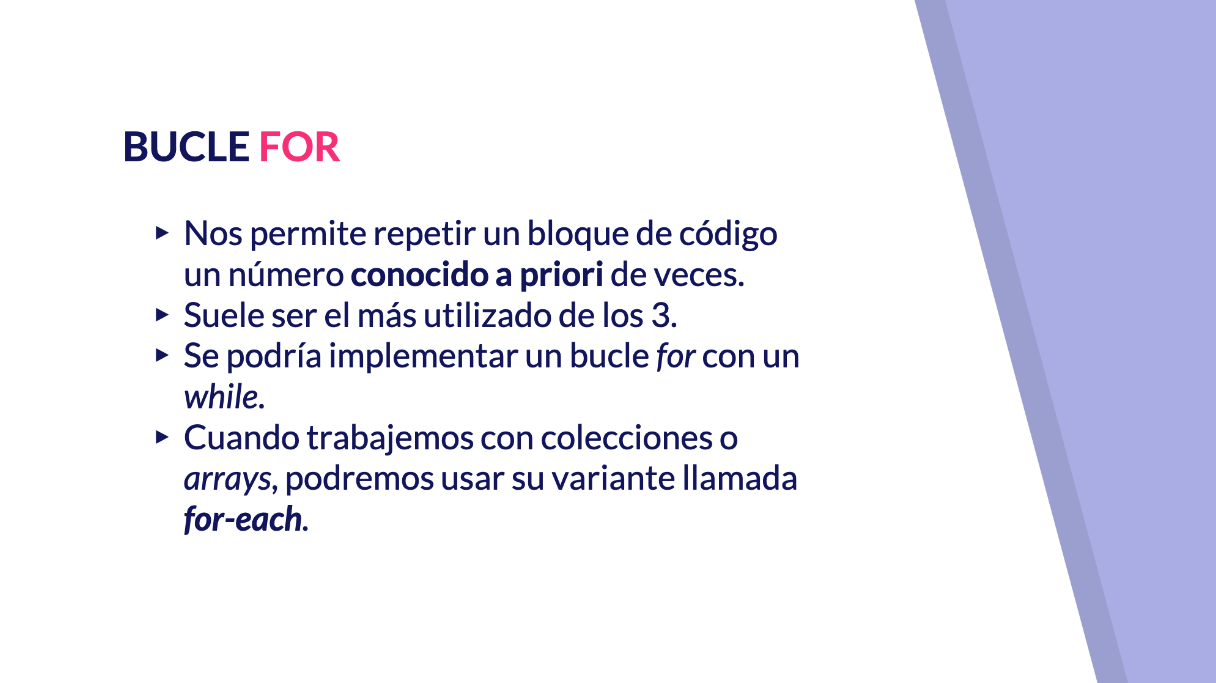 BUCLE FOR
▸ Nos permite repetir un bloque de código
un número conocido a priori de veces.
▸ Suele ser el más utilizado de los 3.
▸ Se podría implementar un bucle for con un
while.
▸ Cuando trabajemos con colecciones o
arrays, podremos usar su variante llamada
for-each.